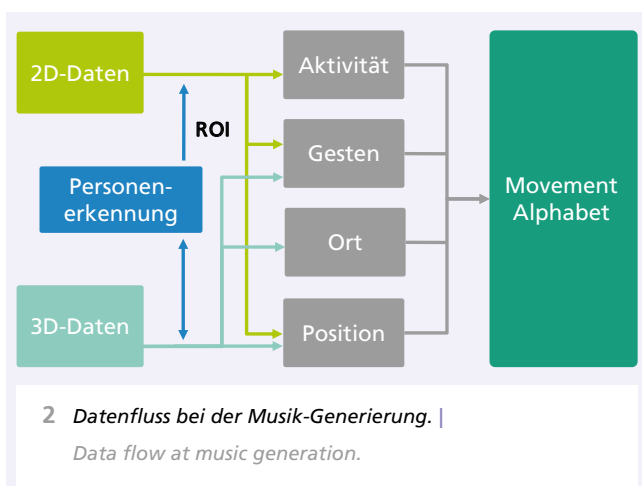 2D-Daten
Aktivität
ROI
Gesten
Personen-
erkennung
Movement
Alphabet
Ort
3D-Daten
Position
2 Datenfluss bei der Musik-Generierung. |
Data flow at music generation.